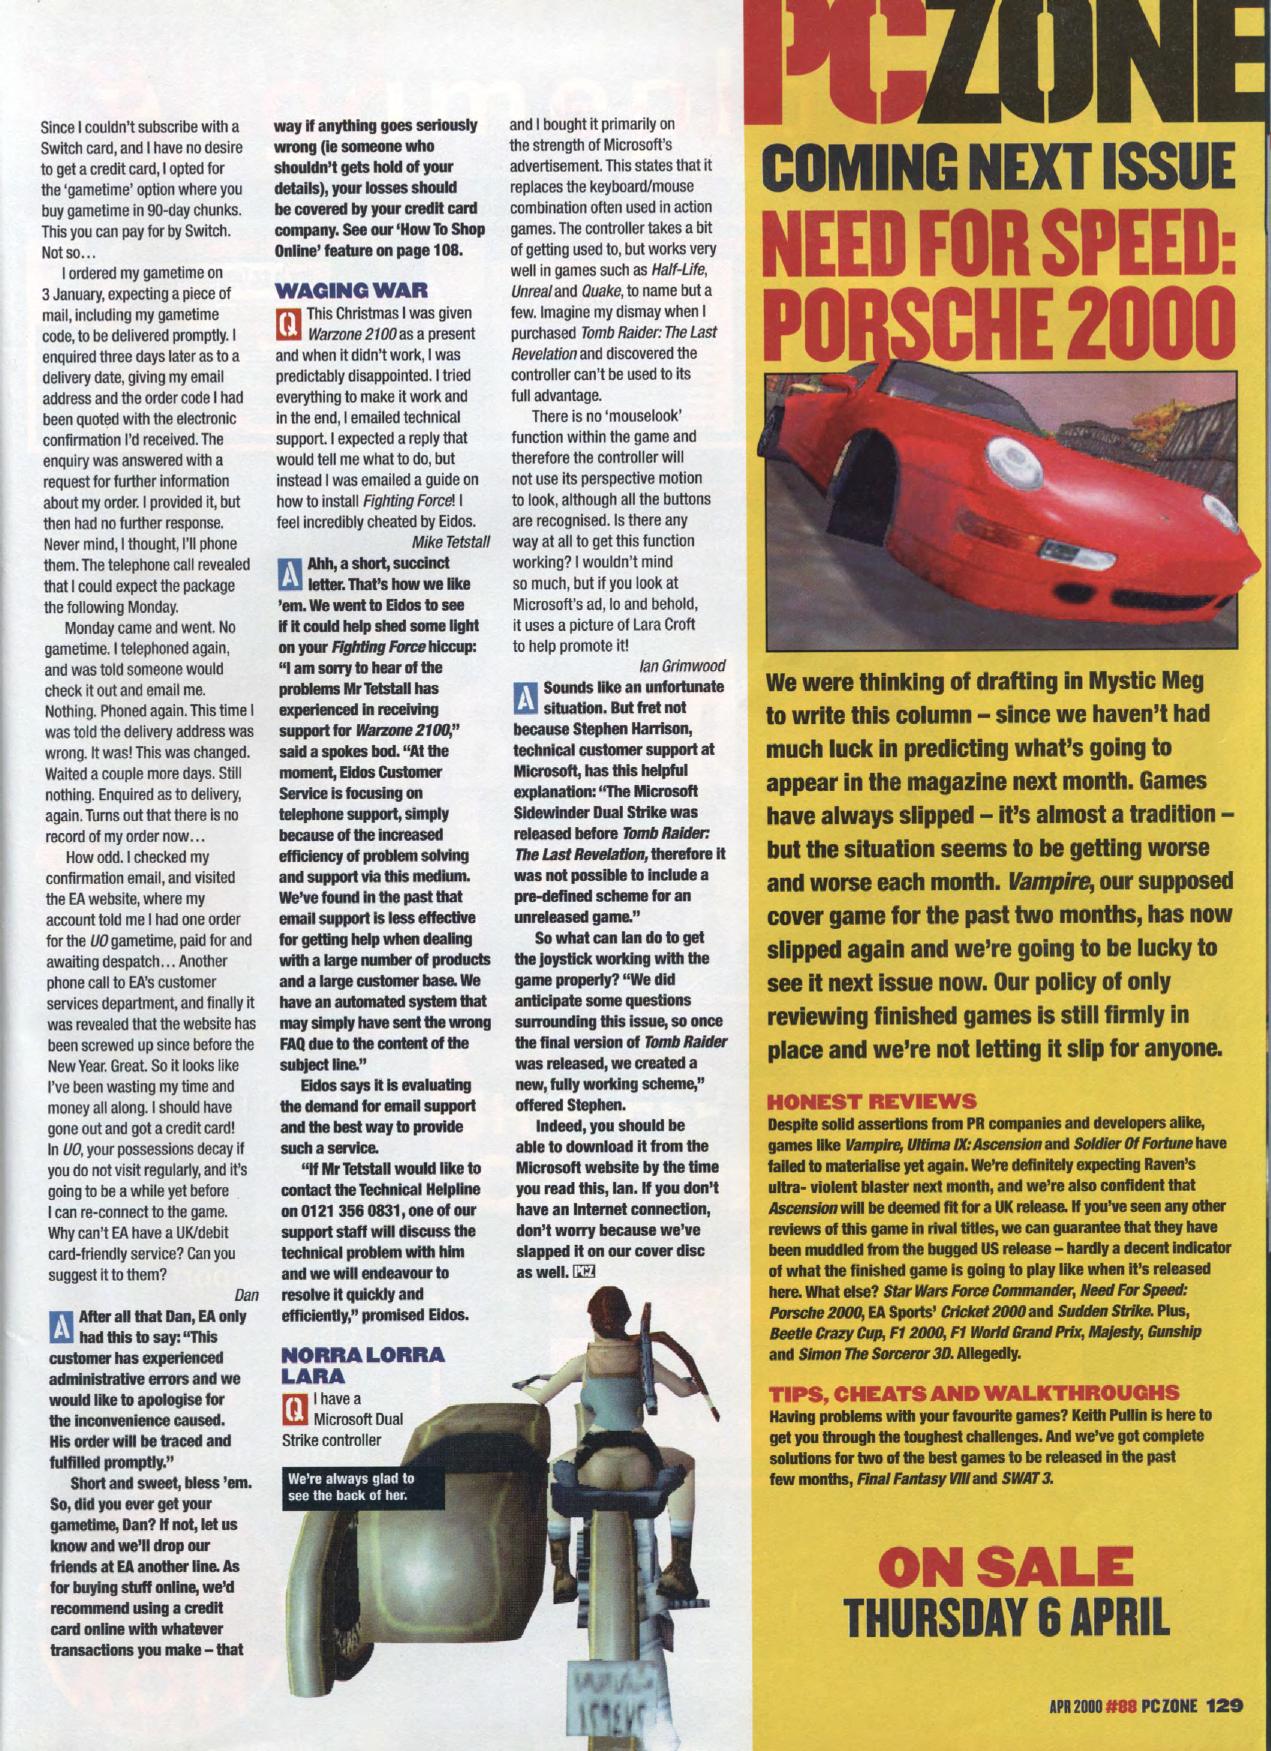 Since I couldn't subscribe with a
Switch card, and I have no desire
to get a credit card, I opted for
the 'gametime' option where you
buy gametime in 90-day chunks.
This you can pay for by Switch.
Not so...
I ordered my gametime on
3 January, expecting a piece of
mail, including my gametime
code, to be delivered promptly. I
enquired three days later as to a
delivery date, giving my email
address and the order code I had
been quoted with the electronic
confirmation I'd received. The
enquiry was answered with a
request for further information
about my order. I provided it, but
then had no further response.
Never mind, I thought, I'll phone
them. The telephone call revealed
that I could expect the package
the following Monday.
Monday came and went. No
gametime. I telephoned again,
and was told someone would
check it out and email me.
Nothing. Phoned again. This time I
was told the delivery address was
wrong. It was! This was changed.
Waited a couple more days. Still
nothing. Enquired as to delivery,
again. Turns out that there is no
record of my order now...
How odd. I checked my
confirmation email, and visited
the EA website, where my
account told me I had one order
for the UO gametime, paid for and
awaiting despatch... Another
phone call to EA's customer
services department, and finally it
was revealed that the website has
been screwed up since before the
New Year. Great. So it looks like
I've been wasting my time and
money all along. I should have
gone out and got a credit card!
In UO, your possessions decay if
you do not visit regularly, and it's
going to be a while yet before
I can re-connect to the game.
Why can't EA have a UK/debit
card-friendly service? Can you
suggest it to them?
Dan
A After all that Dan, EA only
had this to say: "This
customer has experienced
administrative errors and we
would like to apologise for
the inconvenience caused.
His order will be traced and
fulfilled promptly."
Short and sweet, bless 'em.
So, did you ever get your
gametime, Dan? If not, let us
know and we'll drop our
friends at EA another line. As
for buying stuff online, we'd
recommend using a credit
card online with whatever
transactions you make – that
way if anything goes seriously
wrong (ie someone who
shouldn't gets hold of your
details), your losses should
be covered by your credit card
company. See our 'How To Shop
Online' feature on page 108.
WAGING WAR
Q This Christmas I was given
Warzone 2100 as a present
and when it didn't work, I was
predictably disappointed. I tried
everything to make it work and
in the end, I emailed technical
support. I expected a reply that
would tell me what to do, but
instead I was emailed a guide on
how to install Fighting Force! I
feel incredibly cheated by Eidos.
Mike Tetstall
A Ahh, a short, succinct
letter. That's how we like
'em. We went to Eidos to see
if it could help shed some light
on your Fighting Force hiccup:
"I am sorry to hear of the
problems Mr Tetstall has
experienced in receiving
support for Warzone 2100,"
said a spokes bod. "At the
moment, Eidos Customer
Service is focusing on
telephone support, simply
because of the increased
efficiency of problem solving
and support via this medium.
We've found in the past that
email support is less effective
for getting help when dealing
with a large number of products
and a large customer base. We
have an automated system that
may simply have sent the wrong
FAQ due to the content of the
subject line."
Eidos says it is evaluating
the demand for email support
and the best way to provide
such a service.
"If Mr Tetstall would like to
contact the Technical Helpline
on 0121 356 0831, one of our
support staff will discuss the
technical problem with him
and we will endeavour to
resolve it quickly and
efficiently," promised Eidos.
NORRA LORRA
LARA
Q I have a
Microsoft Dual
Strike controller
We're always glad to
see the back of her.
and I bought it primarily on
the strength of Microsoft's
advertisement. This states that it
replaces the keyboard/mouse
combination often used in action
games. The controller takes a bit
of getting used to, but works very
well in games such as Half-Life,
Unreal and Quake, to name but a
few. Imagine my dismay when I
purchased Tomb Raider: The Last
Revelation and discovered the
controller can't be used to its
full advantage.
There is no 'mouselook'
function within the game and
therefore the controller will
not use its perspective motion
to look, although all the buttons
are recognised. Is there any
way at all to get this function
working? I wouldn't mind
so much, but if you look at
Microsoft's ad, lo and behold,
it uses a picture of Lara Croft
to help promote it!
Ian Grimwood
A Sounds like an unfortunate
situation. But fret not
because Stephen Harrison,
technical customer support at
Microsoft, has this helpful
explanation: "The Microsoft
Sidewinder Dual Strike was
released before Tomb Raider:
The Last Revelation, therefore it
was not possible to include a
pre-defined scheme for an
unreleased game."
So what can Ian do to get
the joystick working with the
game properly? "We did
anticipate some questions
surrounding this issue, so once
the final version of Tomb Raider
was released, we created a
new, fully working scheme,"
offered Stephen.
Indeed, you should be
able to download it from the
Microsoft website by the time
you read this, Ian. If you don't
have an Internet connection,
don't worry because we've
slapped it on our cover disc
as well. PCZ
PCZONE
COMING NEXT ISSUE
NEED FOR SPEED:
PORSCHE 2000
We were thinking of drafting in Mystic Meg
to write this column – since we haven't had
much luck in predicting what's going to
appear in the magazine next month. Games
have always slipped – it's almost a tradition –
but the situation seems to be getting worse
and worse each month. Vampire, our supposed
cover game for the past two months, has now
slipped again and we're going to be lucky to
see it next issue now. Our policy of only
reviewing finished games is still firmly in
place and we're not letting it slip for anyone.
HONEST REVIEWS
Despite solid assertions from PR companies and developers alike,
games like Vampire, Ultima IX: Ascension and Soldier Of Fortune have
failed to materialise yet again. We're definitely expecting Raven's
ultra- violent blaster next month, and we're also confident that
Ascension will be deemed fit for a UK release. If you've seen any other
reviews of this game in rival titles, we can guarantee that they have
been muddled from the bugged US release – hardly a decent indicator
of what the finished game is going to play like when it's released
here. What else? Star Wars Force Commander, Need For Speed:
Porsche 2000, EA Sports' Cricket 2000 and Sudden Strike. Plus,
Beetle Crazy Cup, F1 2000, F1 World Grand Prix, Majesty, Gunship
and Simon The Sorceror 3D. Allegedly.
TIPS, CHEATS AND WALKTHROUGHS
Having problems with your favourite games? Keith Pullin is here to
get you through the toughest challenges. And we've got complete
solutions for two of the best games to be released in the past
few months, Final Fantasy VIII and SWAT 3.
ON SALE
THURSDAY 6 APRIL
APR 2000 #88 PC ZONE 129